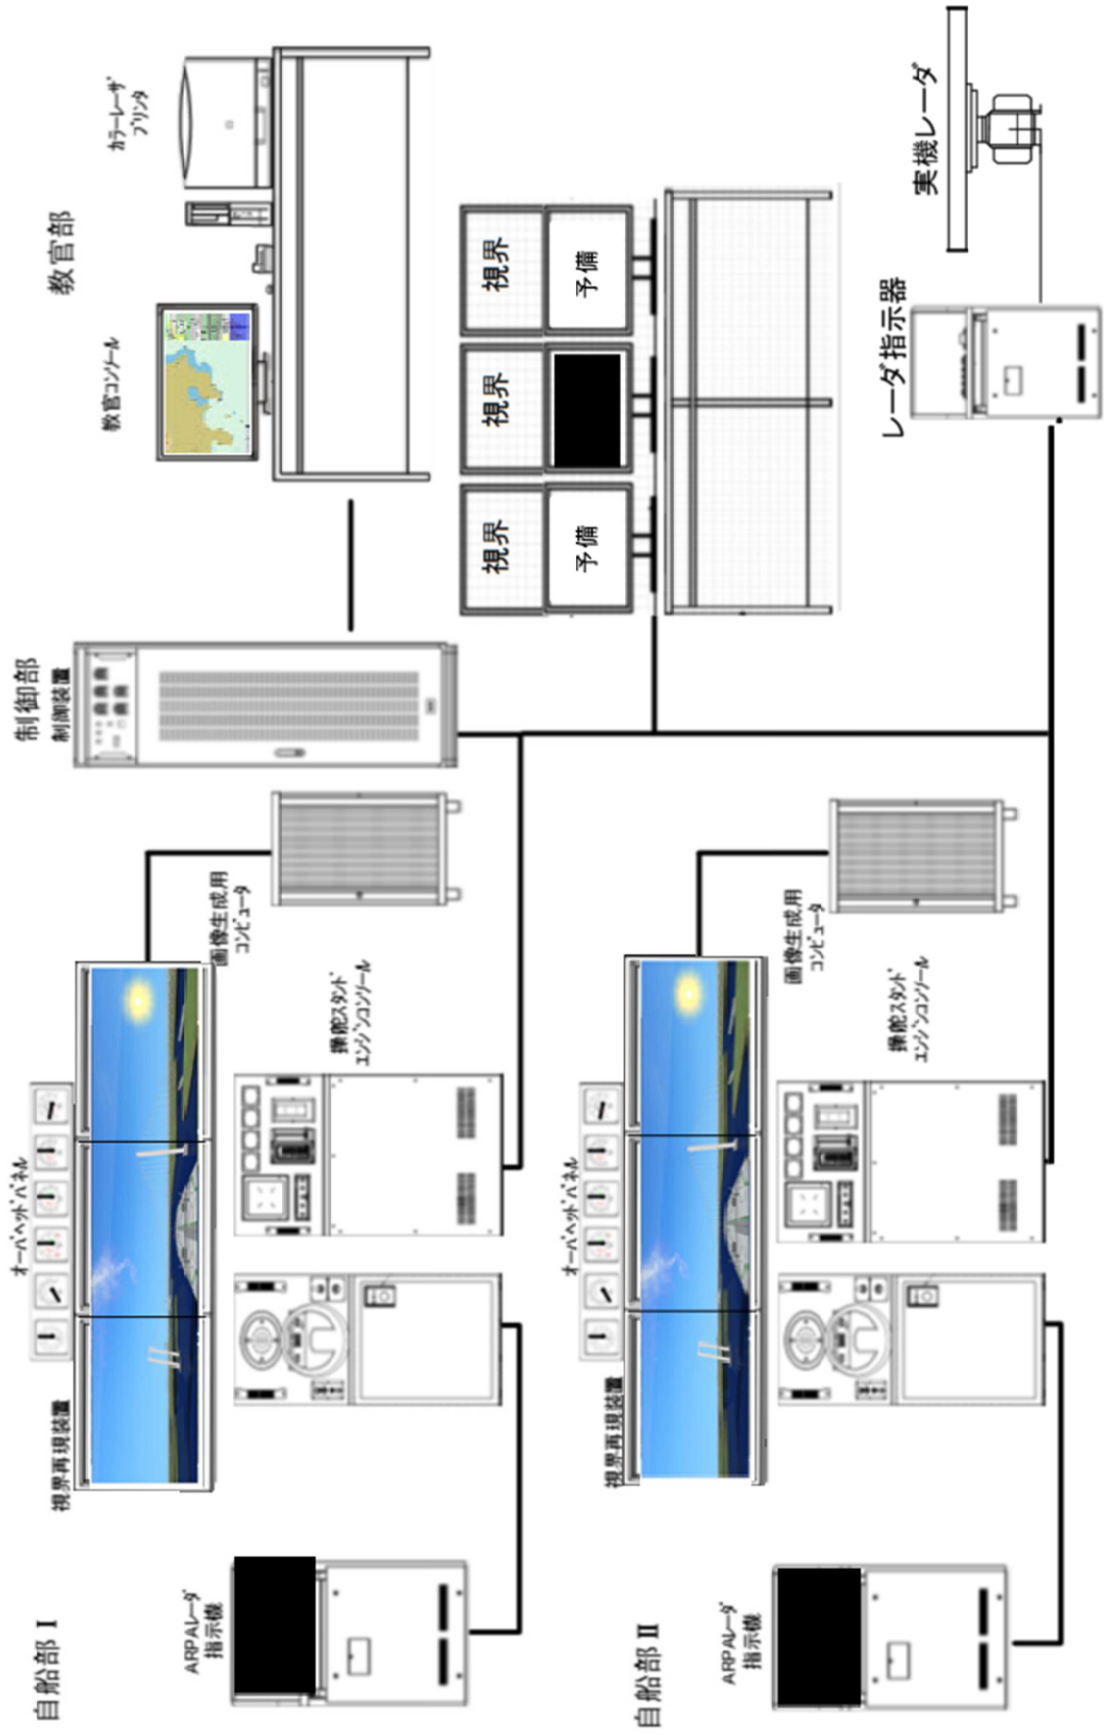 自船部 I
ARPAレーダ
指示機
視界再現装置
オーバヘッドパネル
操舵スタンド
エンジンコンソール
画像生成用
コンピュータ
制御部
制御装置
教官部
教官コンソール
カラーレーザ
プリンタ
視界
視界
視界
予備
予備
自船部 II
ARPAレーダ
指示機
視界再現装置
オーバヘッドパネル
操舵スタンド
エンジンコンソール
画像生成用
コンピュータ
レーダ指示器
実機レーダ